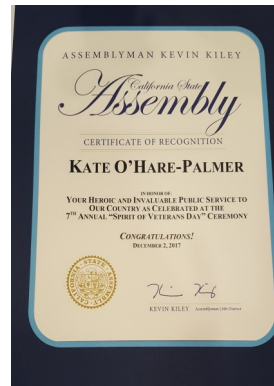 ASSEMBLYMAN KEVIN KILEY
California State
Assembly
CERTIFICATE OF RECOGNITION
KATE O'HARE-PALMER
IN HONOR OF:
YOUR HEROIC AND INVALUABLE PUBLIC SERVICE TO
OUR COUNTRY AS CELEBRATED AT THE
7TH ANNUAL "SPIRIT OF VETERANS DAY" CEREMONY
CONGRATULATIONS!
DECEMBER 2, 2017
KEVIN KILEY